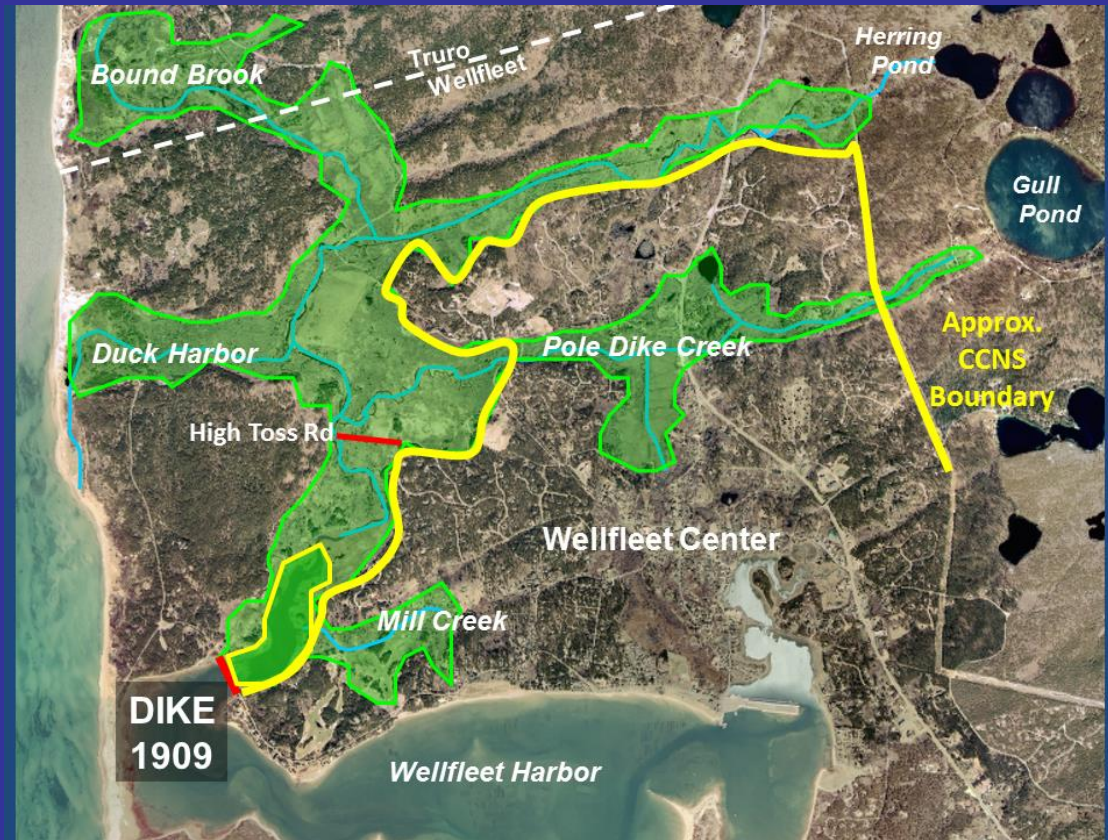 Herring
Pond
Truro
Wellfleet
Bound Brook
Gull
Pond
Approx.
CCNS
Boundary
Duck Harbor
Pole Dike Creek
High Toss Rd
Wellfleet Center
Mill Creek
DIKE
1909
Wellfleet Harbor